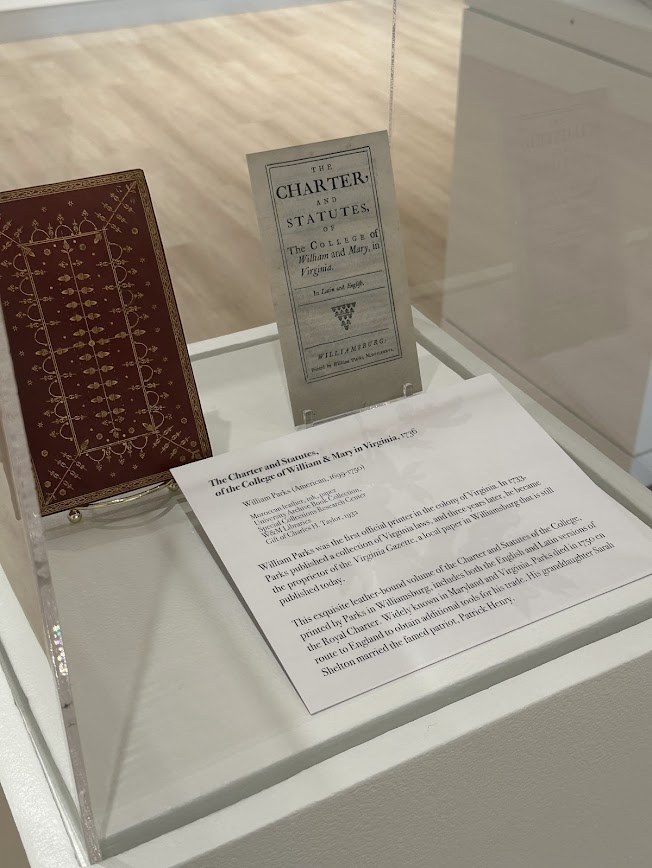 THE
CHARTER,
AND
STATUTES,
OF
The COLLEGE of
William and Mary, in
Virginia.
In Latin and English.
WILLIAMSBURG:
Printed by William Parks
The Charter and Statutes,
of the College of William & Mary in Virginia, 1736
William Parks (American, 1699-1750)
Morocco leather, ink, paper
University Archive Book Collection,
Special Collections Research Center
W&M Libraries
Gift of Charles H. Taylor, 1933
William Parks was the first official printer in the colony of Virginia. In 1733,
Parks published a collection of Virginia laws, and three years later, he became
the proprietor of the Virginia Gazette, a local paper in Williamsburg that is still
published today.
This exquisite leather-bound volume of the Charter and Statutes of the College,
printed by Parks in Williamsburg, includes both the English and Latin versions of
the Royal Charter. Widely known in Maryland and Virginia, Parks died in 1750 en
route to England to obtain additional tools for his trade. His granddaughter Sarah
Shelton married the famed patriot, Patrick Henry.